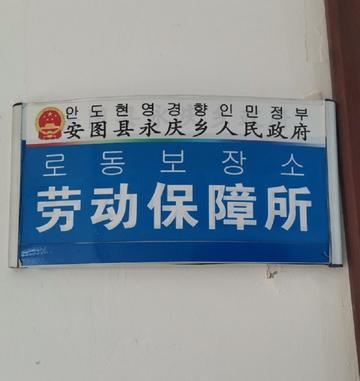 안도현영경향인민정부
安图县永庆乡人民政府
로동보장소
劳动保障所